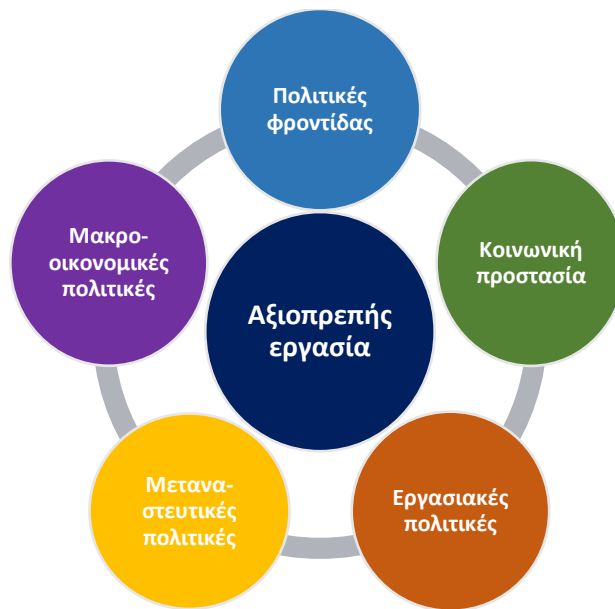 Πολιτικές
φροντίδας
Κοινωνική
προστασία
Εργασιακές
πολιτικές
Μετανα-
στευτικές
πολιτικές
Μακρο-
οικονομικές
πολιτικές
Αξιοπρεπής
εργασία